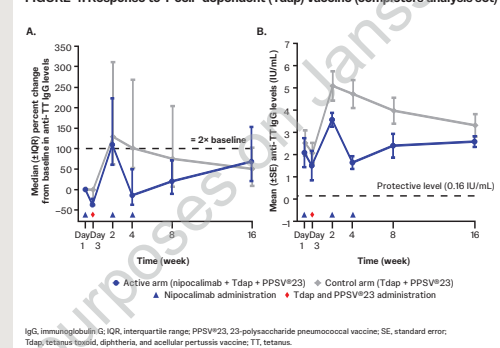 A.
B.
Median (±IQR) percent change
from baseline in anti-TT IgG levels
350
300
250
200
150
100
50
0
−50
= 2× baseline
Day
1
Day
3
2
4
8
16
Time (week)
Mean (±SE) anti-TT IgG levels (IU/mL)
7
6
5
4
3
2
1
0
−1
Protective level (0.16 IU/mL)
Day
1
Day
3
2
4
8
16
Time (week)
Active arm (nipocalimab + Tdap + PPSV®23)
Control arm (Tdap + PPSV®23)
Nipocalimab administration
Tdap and PPSV®23 administration
IgG, immunoglobulin G; IQR, interquartile range; PPSV®23, 23-polysaccharide pneumococcal vaccine; SE, standard error;
Tdap, tetanus toxoid, diphtheria, and acellular pertussis vaccine; TT, tetanus.
urposes on Janss